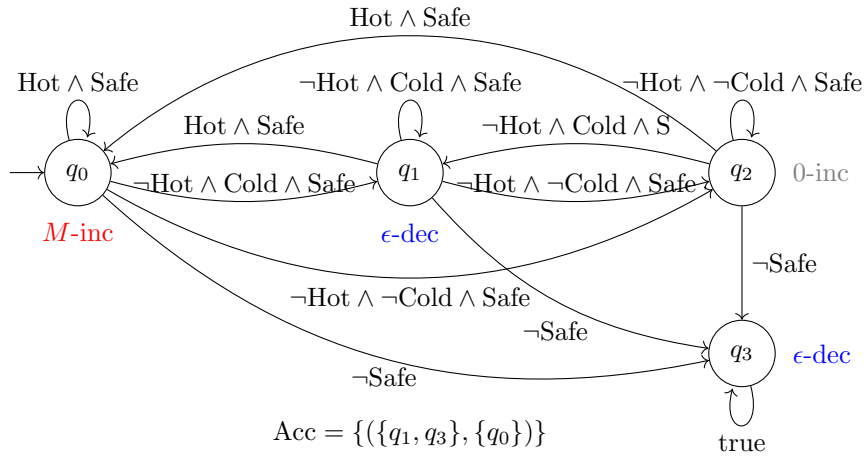 Hot ∧ Safe
Hot ∧ Safe
¬Hot ∧ Cold ∧ Safe
¬Hot ∧ ¬Cold ∧ Safe
Hot ∧ Safe
¬Hot ∧ Cold ∧ S
q0
q1
q2
0-inc
¬Hot ∧ Cold ∧ Safe
¬Hot ∧ ¬Cold ∧ Safe
M-inc
ϵ-dec
¬Safe
¬Hot ∧ ¬Cold ∧ Safe
¬Safe
q3
ϵ-dec
¬Safe
Acc = {({q1, q3}, {q0})}
true